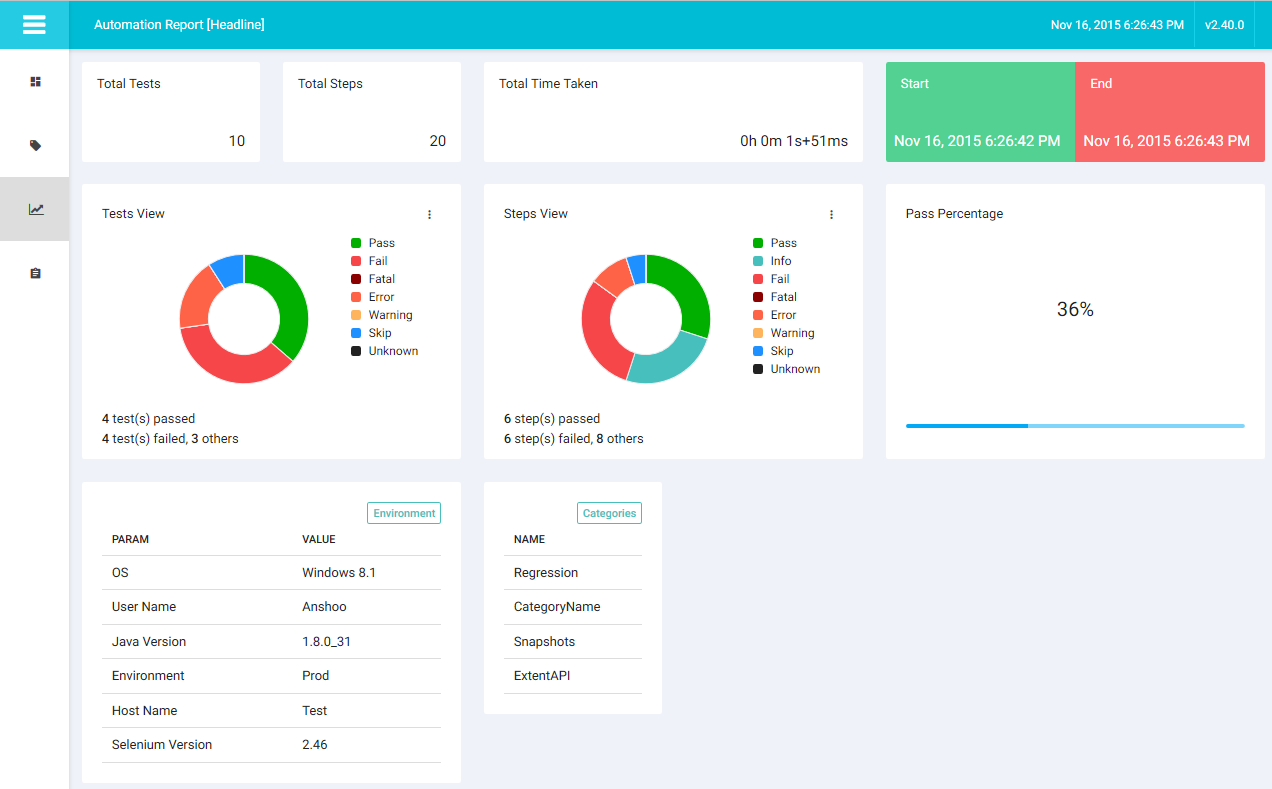 Automation Report [Headline]
Nov 16, 2015 6:26:43 PM
v2.40.0
Total Tests
10
Total Steps
20
Total Time Taken
0h 0m 1s+51ms
Start
Nov 16, 2015 6:26:42 PM
End
Nov 16, 2015 6:26:43 PM
Tests View
Pass
Fail
Fatal
Error
Warning
Skip
Unknown
4 test(s) passed
4 test(s) failed, 3 others
Steps View
Pass
Info
Fail
Fatal
Error
Warning
Skip
Unknown
6 step(s) passed
6 step(s) failed, 8 others
Pass Percentage
36%
Environment
PARAM VALUE
OS Windows 8.1
User Name Anshoo
Java Version 1.8.0_31
Environment Prod
Host Name Test
Selenium Version 2.46
Categories
NAME
Regression
CategoryName
Snapshots
ExtentAPI